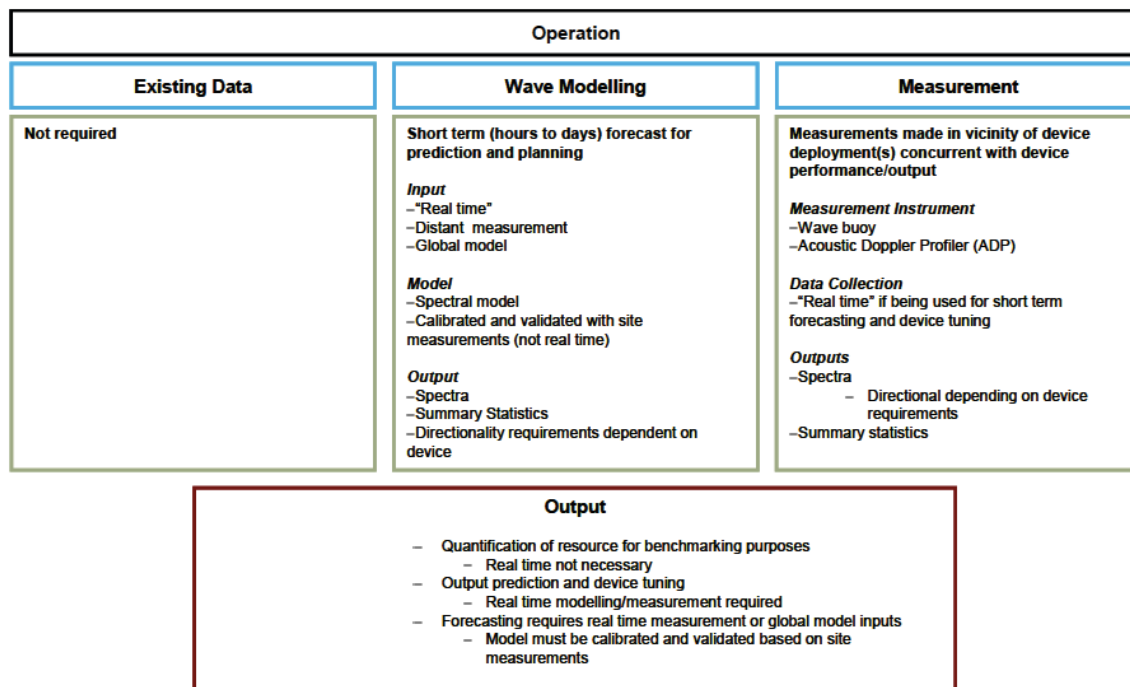 Operation
Existing Data
Not required
Wave Modelling
Short term (hours to days) forecast for
prediction and planning
Input
–“Real time”
–Distant measurement
–Global model
Model
–Spectral model
–Calibrated and validated with site
measurements (not real time)
Output
–Spectra
–Summary Statistics
–Directionality requirements dependent on
device
Measurement
Measurements made in vicinity of device
deployment(s) concurrent with device
performance/output
Measurement Instrument
–Wave buoy
–Acoustic Doppler Profiler (ADP)
Data Collection
–“Real time” if being used for short term
forecasting and device tuning
Outputs
–Spectra
– Directional depending on device
requirements
–Summary statistics
Output
– Quantification of resource for benchmarking purposes
– Real time not necessary
– Output prediction and device tuning
– Real time modelling/measurement required
– Forecasting requires real time measurement or global model inputs
– Model must be calibrated and validated based on site
measurements